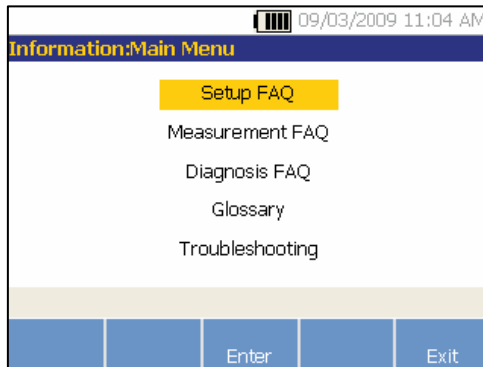 09/03/2009 11:04 AM
Information:Main Menu
Setup FAQ
Measurement FAQ
Diagnosis FAQ
Glossary
Troubleshooting
Enter Exit